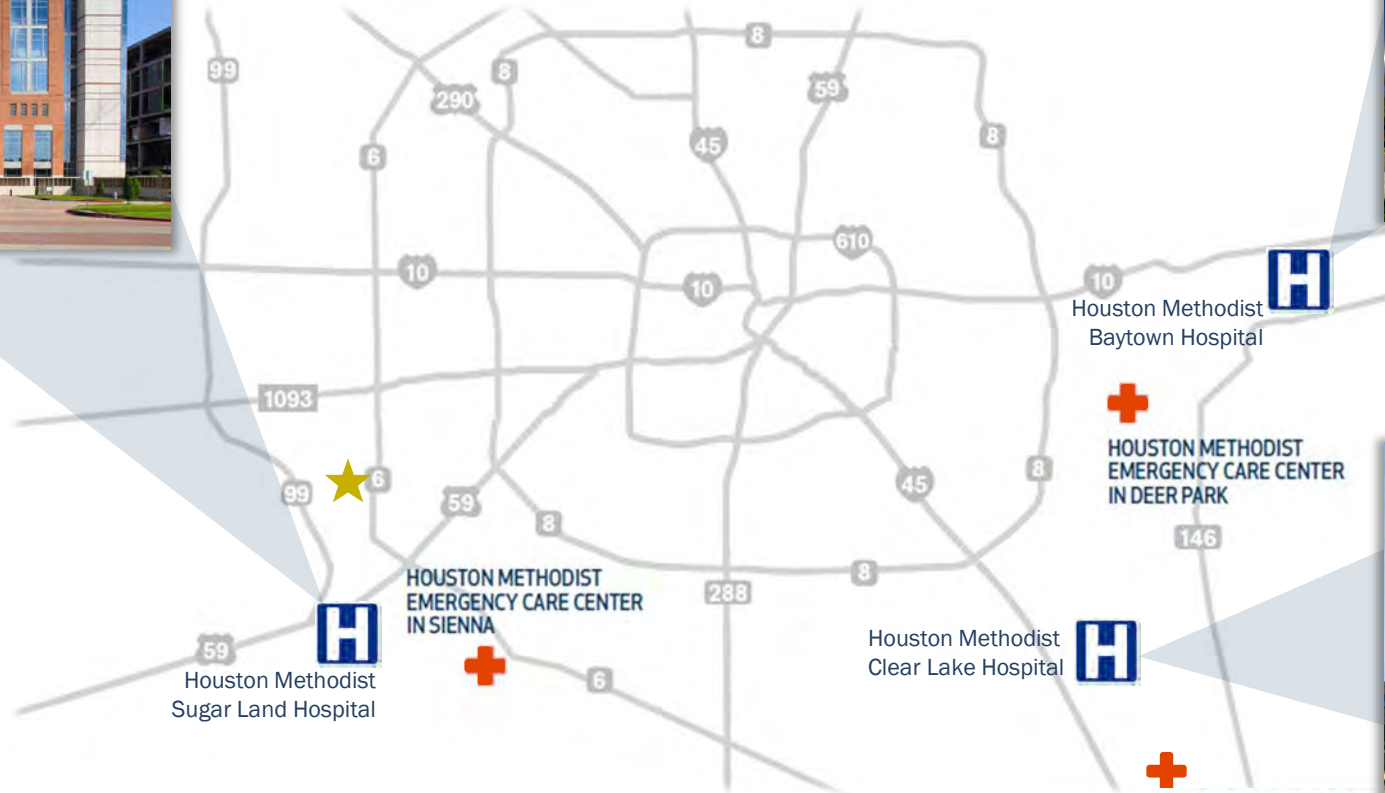 8
99
8
59
290
45
8
6
610
10
10
10
H
Houston Methodist
Baytown Hospital
1093
HOUSTON METHODIST
EMERGENCY CARE CENTER
IN DEER PARK
99
6
59
45
8
8
146
8
288
HOUSTON METHODIST
EMERGENCY CARE CENTER
IN SIENNA
H
59
Houston Methodist
Sugar Land Hospital
6
Houston Methodist
Clear Lake Hospital
H